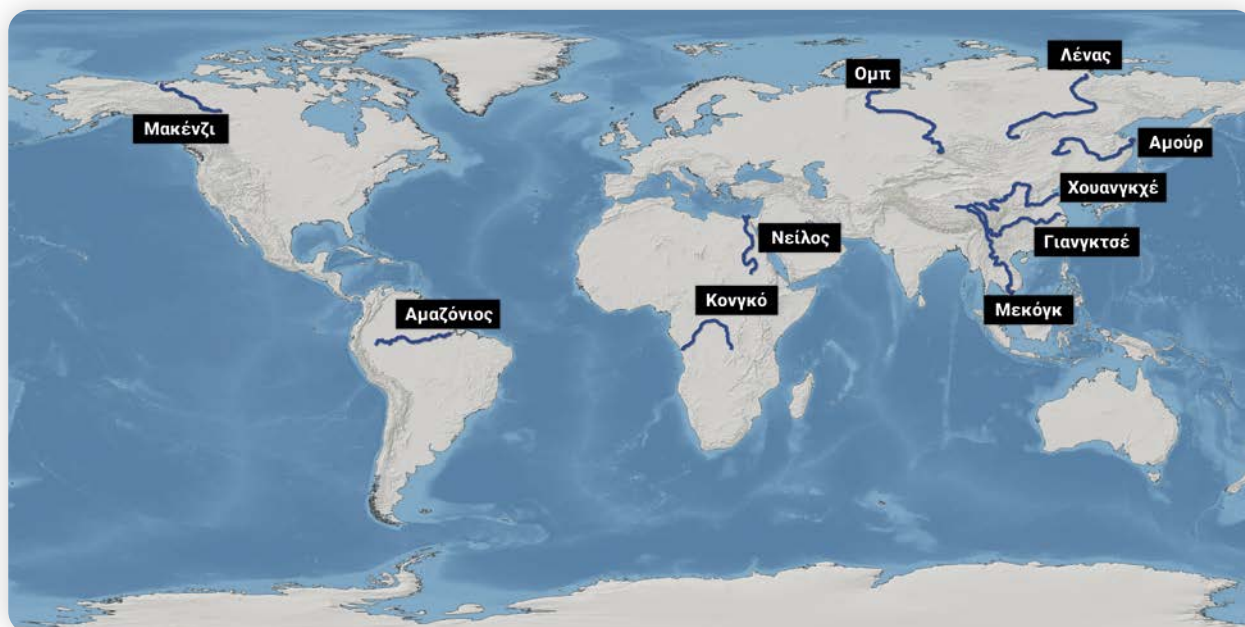 Λένας
Ομπ
Μακένζι
Αμούρ
Χουανγκχέ
Νείλος
Γιανγκτσέ
Κονγκό
Μεκόγκ
Αμαζόνιος